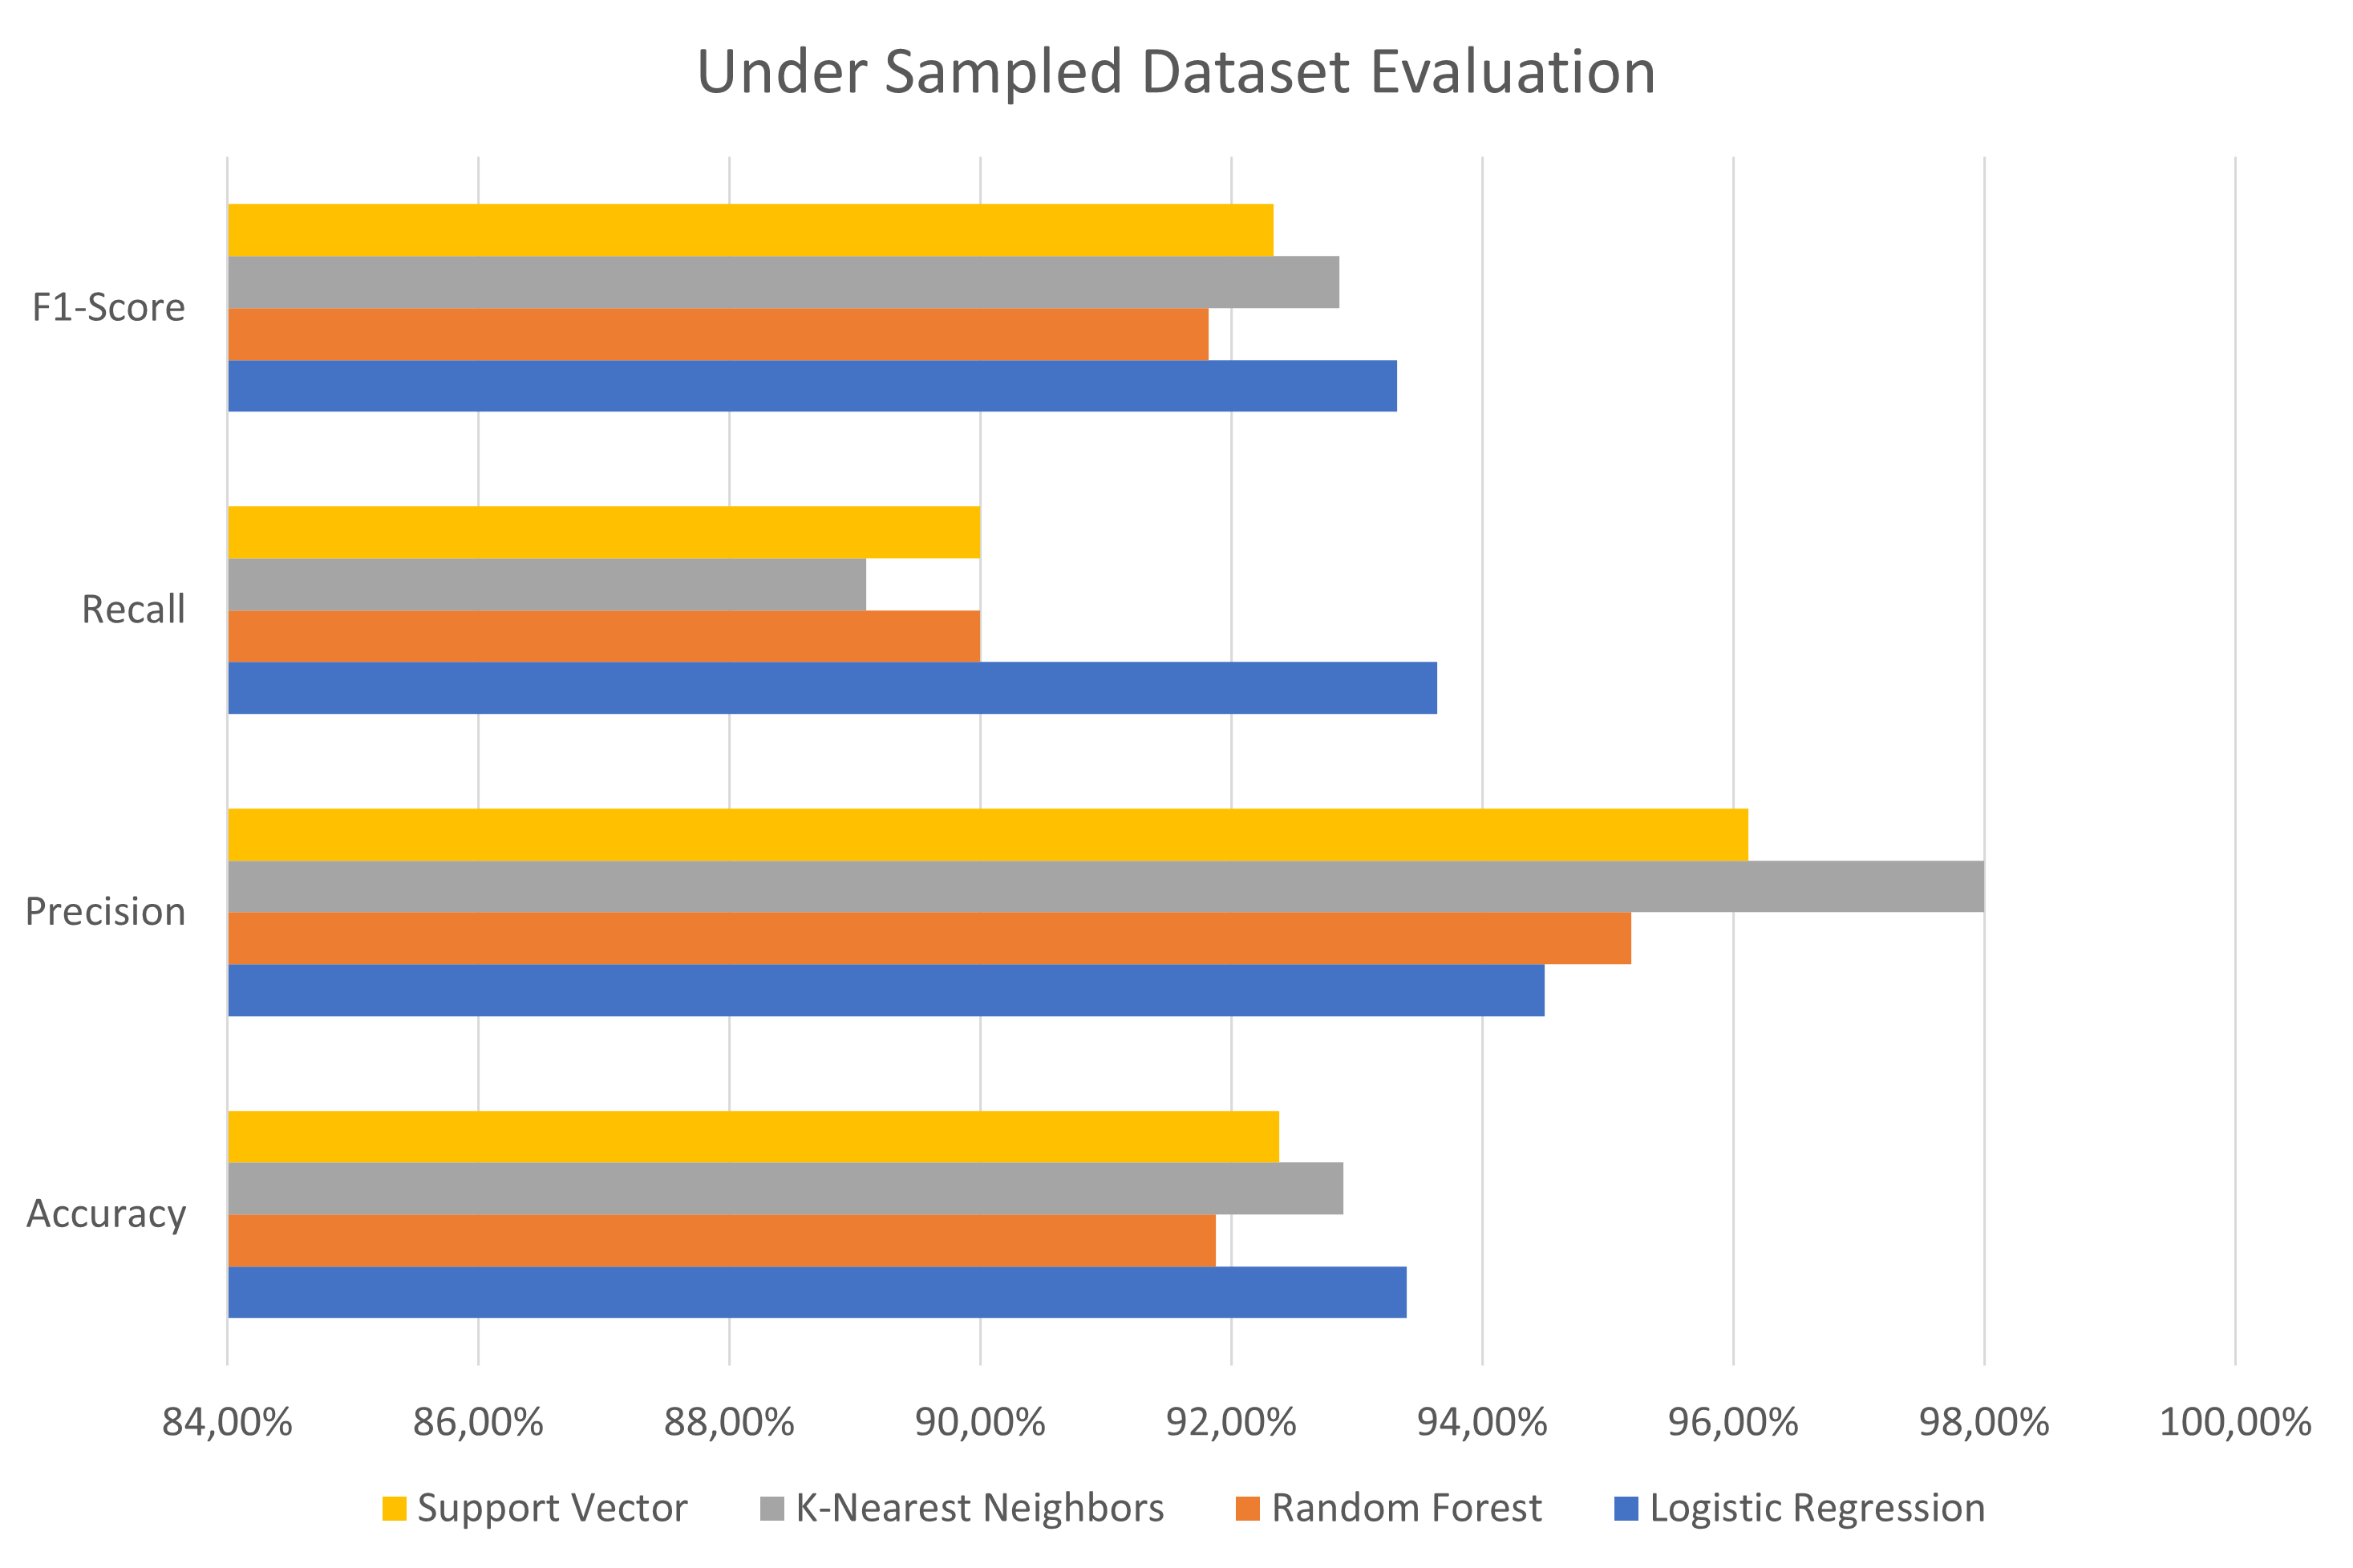 Under Sampled Dataset Evaluation
F1-Score
Recall
Precision
Accuracy
84,00% 86,00% 88,00% 90,00% 92,00% 94,00% 96,00% 98,00% 100,00%
Support Vector K-Nearest Neighbors Random Forest Logistic Regression